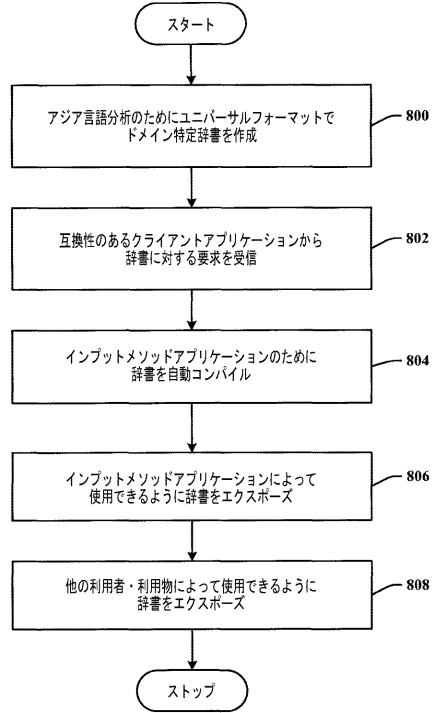 スタート
アジア言語分析のためにユニバーサルフォーマットで
ドメイン特定辞書を作成
800
互換性のあるクライアントアプリケーションから
辞書に対する要求を受信
802
インプットメソッドアプリケーションのために
辞書を自動コンパイル
804
インプットメソッドアプリケーションによって
使用できるように辞書をエクスポーズ
806
他の利用者・利用物によって使用できるように
辞書をエクスポーズ
808
ストップ